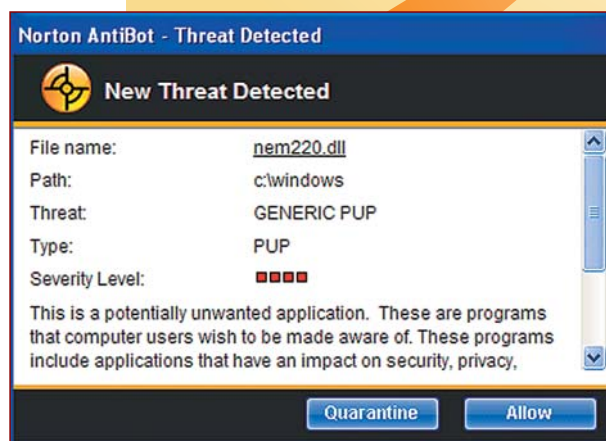 Norton AntiBot - Threat Detected
New Threat Detected
File name: nem220.dll
Path: c:\windows
Threat: GENERIC PUP
Type: PUP
Severity Level:
This is a potentially unwanted application. These are programs
that computer users wish to be made aware of. These programs
include applications that have an impact on security, privacy,
Quarantine Allow